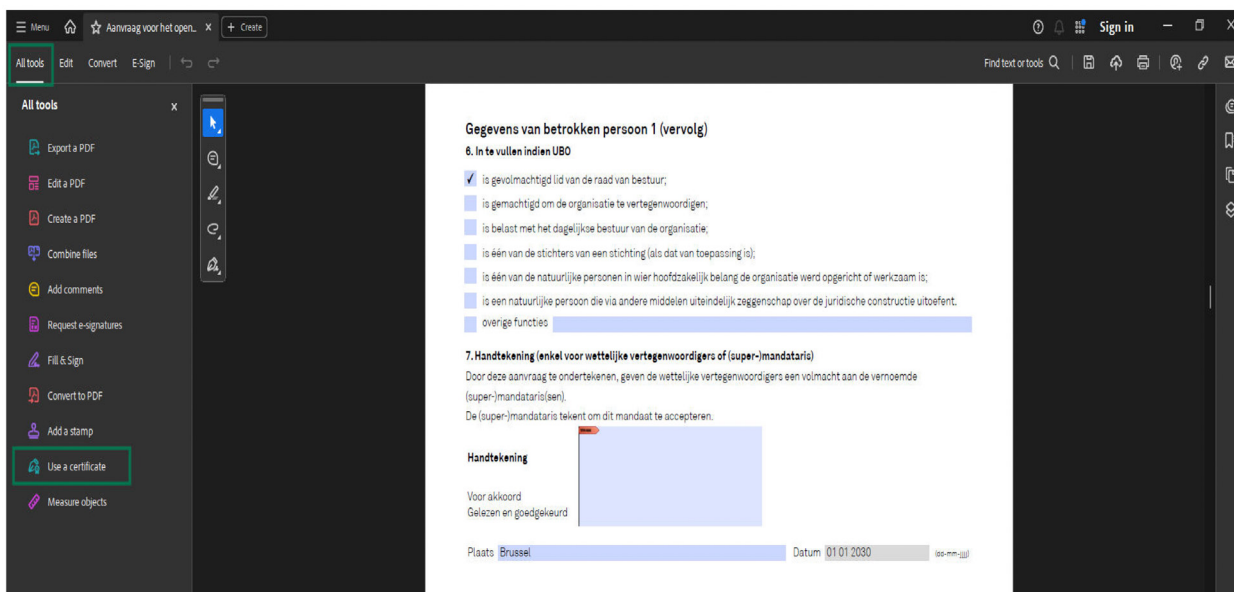 Menu
Aanvraag voor het open...
+ Create
Sign in
All tools
Edit
Convert
E-Sign
Find text or tools
All tools
x
Export a PDF
Edit a PDF
Create a PDF
Combine files
Add comments
Request e-signatures
Fill & Sign
Convert to PDF
Add a stamp
Use a certificate
Measure objects
Gegevens van betrokken persoon 1 (vervolg)
6. In te vullen indien UBO
is gevolmachtigd lid van de raad van bestuur;
is gemachtigd om de organisatie te vertegenwoordigen;
is belast met het dagelijkse bestuur van de organisatie;
is één van de stichters van een stichting (als dat van toepassing is);
is één van de natuurlijke personen in wier hoofdzakelijk belang de organisatie werd opgericht of werkzaam is;
is een natuurlijke persoon die via andere middelen uiteindelijk zeggenschap over de juridische constructie uitoefent.
overige functies
7. Handtekening (enkel voor wettelijke vertegenwoordigers of (super-)mandataris)
Door deze aanvraag te ondertekenen, geven de wettelijke vertegenwoordigers een volmacht aan de vernoemde
(super-)mandataris(sen).
De (super-)mandataris tekent om dit mandaat te accepteren.
Handtekening
Voor akkoord
Gelezen en goedgekeurd
Plaats Brussel
Datum 01 01 2030 (dd-mm-jjjj)